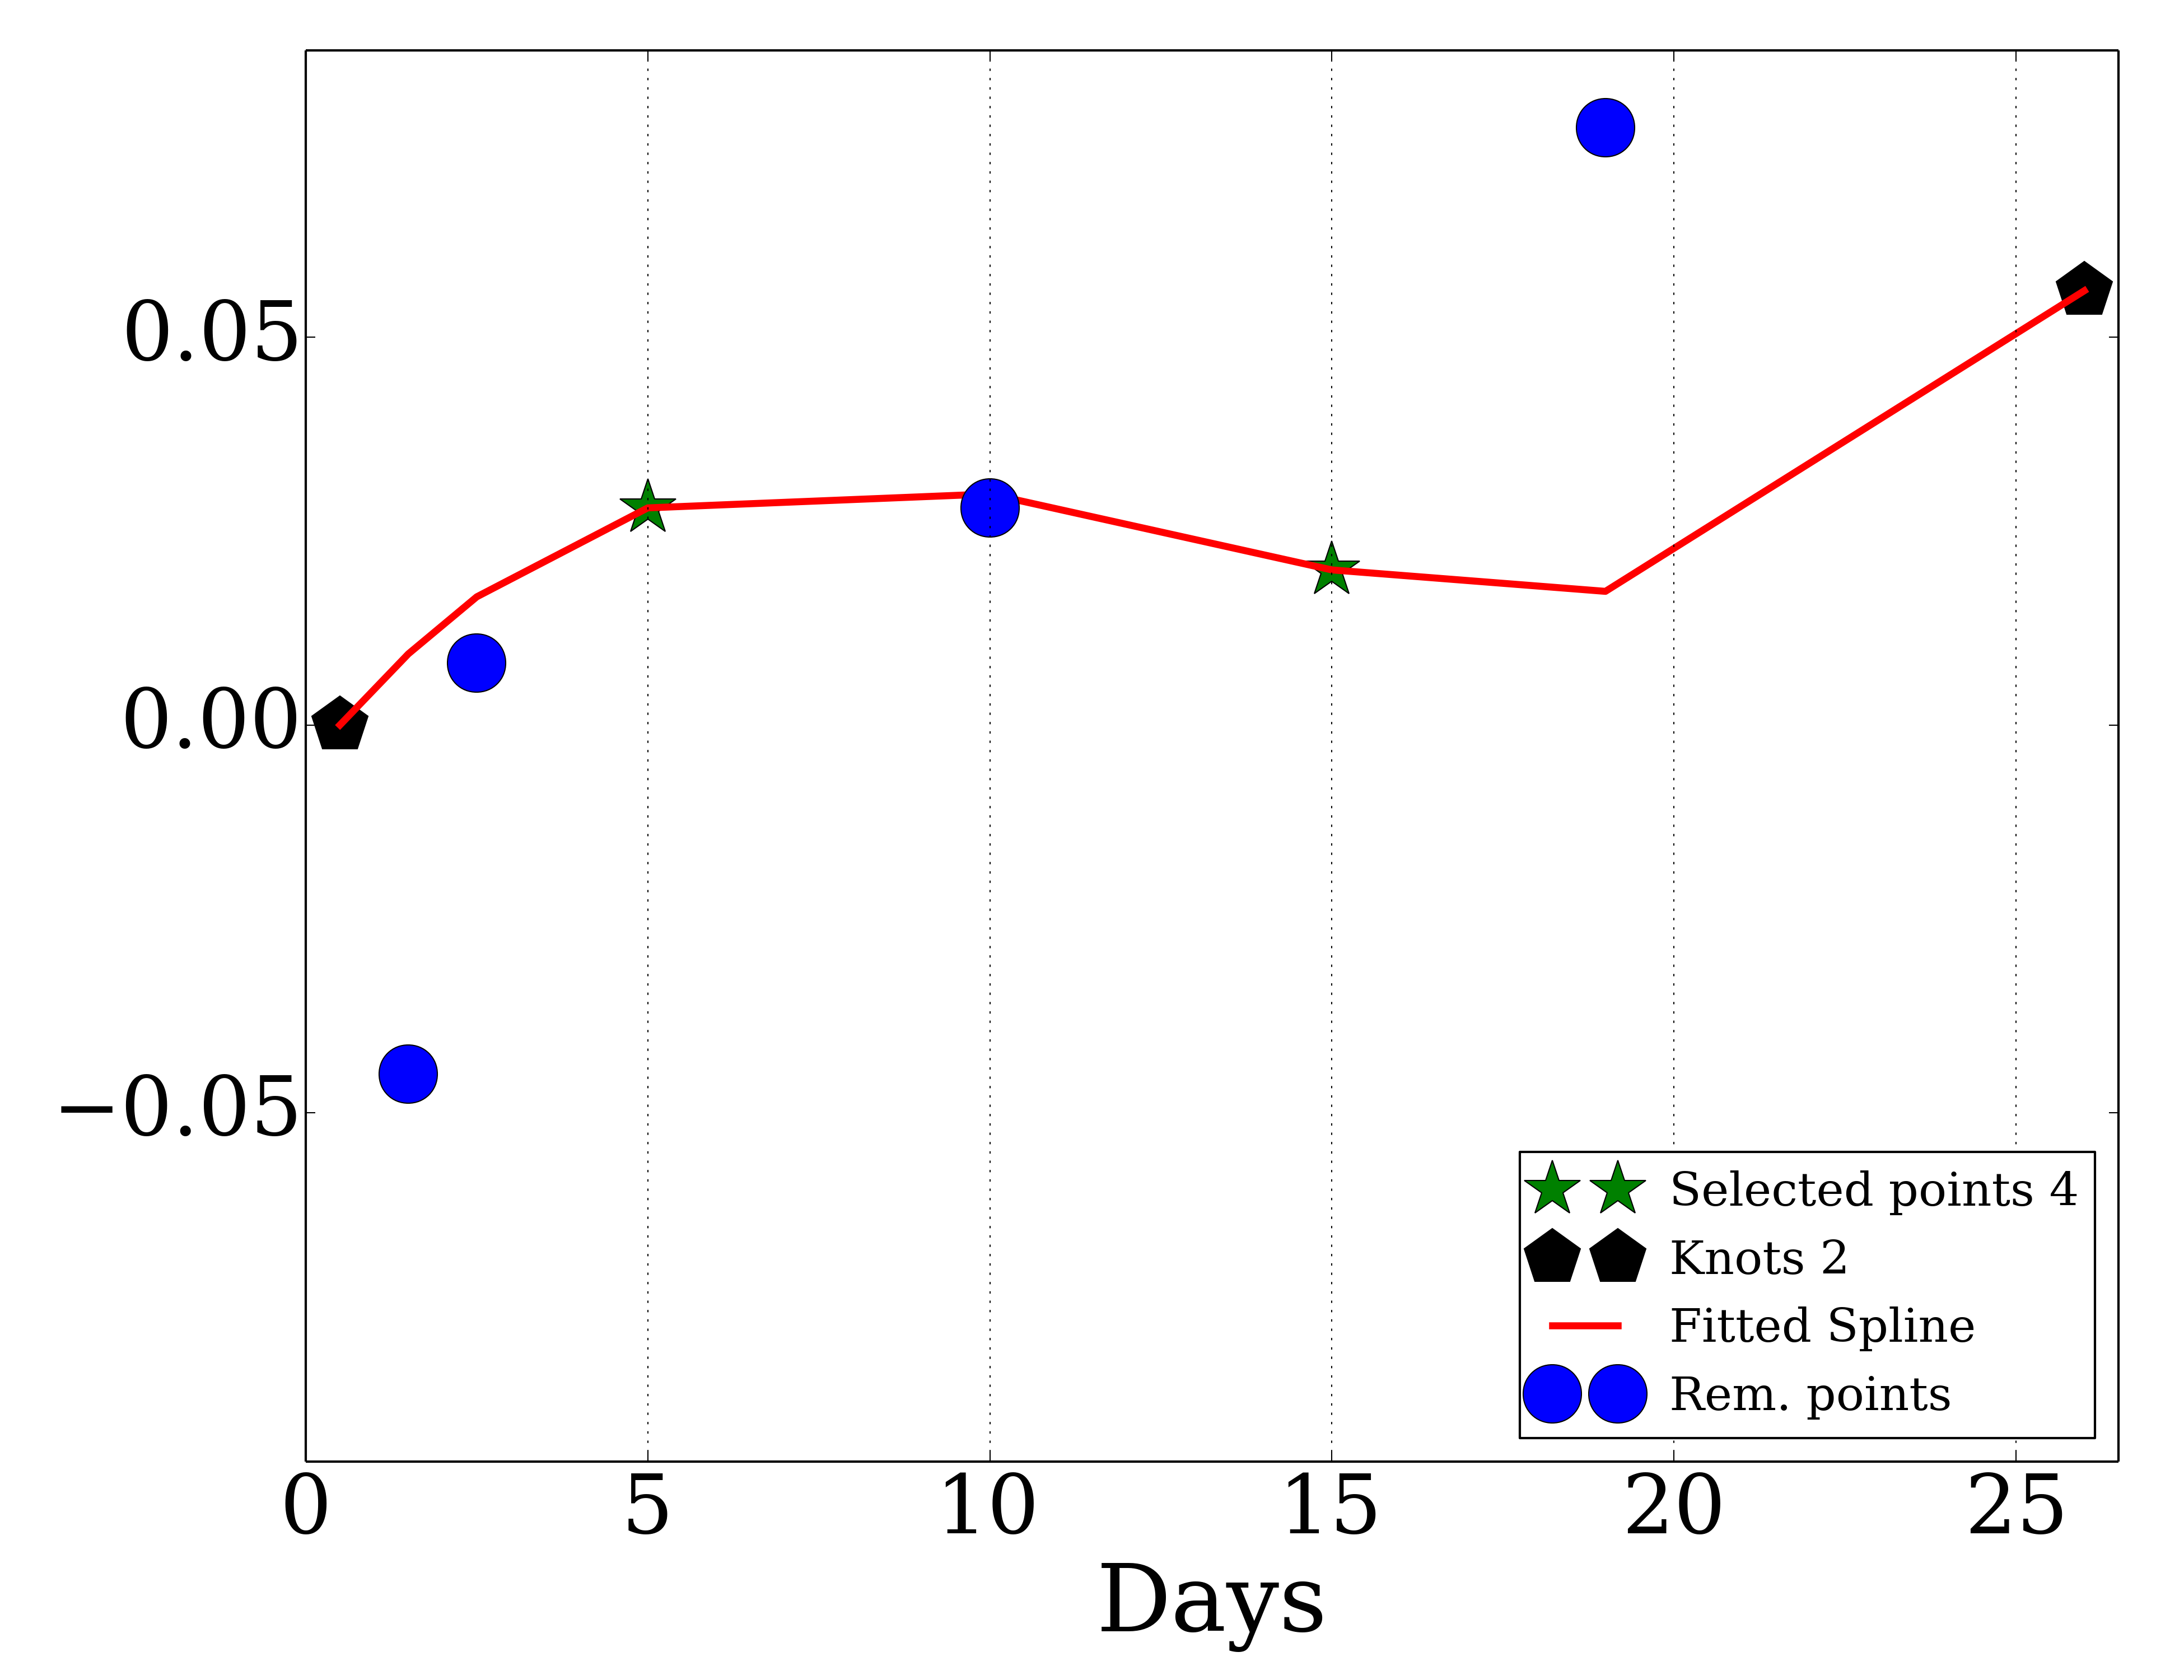 0.05
0.00
−0.05
Selected points 4
Knots 2
Fitted Spline
Rem. points
0 5 10 15 20 25
Days